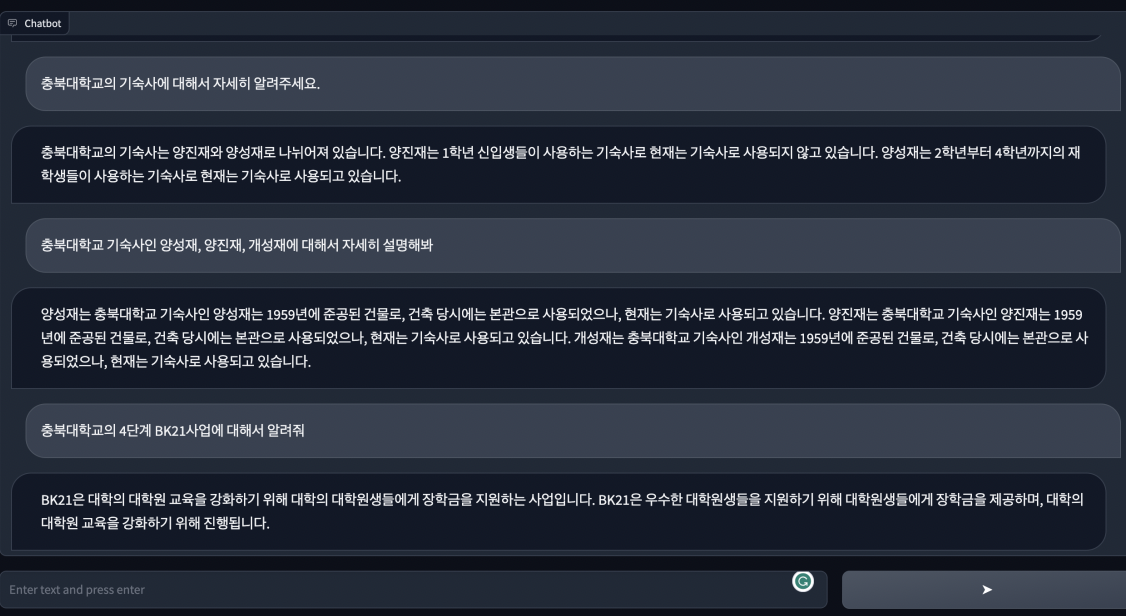 Chatbot
충북대학교의 기숙사에 대해서 자세히 알려주세요.
충북대학교의 기숙사는 양진재와 양성재로 나뉘어져 있습니다. 양진재는 1학년 신입생들이 사용하는 기숙사로 현재는 기숙사로 사용되지 않고 있습니다. 양성재는 2학년부터 4학년까지의 재
학생들이 사용하는 기숙사로 현재는 기숙사로 사용되고 있습니다.
충북대학교 기숙사인 양성재, 양진재, 개성재에 대해서 자세히 설명해봐
양성재는 충북대학교 기숙사인 양성재는 1959년에 준공된 건물로, 건축 당시에는 본관으로 사용되었으나, 현재는 기숙사로 사용되고 있습니다. 양진재는 충북대학교 기숙사인 양진재는 1959
년에 준공된 건물로, 건축 당시에는 본관으로 사용되었으나, 현재는 기숙사로 사용되고 있습니다. 개성재는 충북대학교 기숙사인 개성재는 1959년에 준공된 건물로, 건축 당시에는 본관으로 사
용되었으나, 현재는 기숙사로 사용되고 있습니다.
충북대학교의 4단계 BK21사업에 대해서 알려줘
BK21은 대학의 대학원 교육을 강화하기 위해 대학의 대학원생들에게 장학금을 지원하는 사업입니다. BK21은 우수한 대학원생들을 지원하기 위해 대학원생들에게 장학금을 제공하며, 대학의
대학원 교육을 강화하기 위해 진행됩니다.
Enter text and press enter